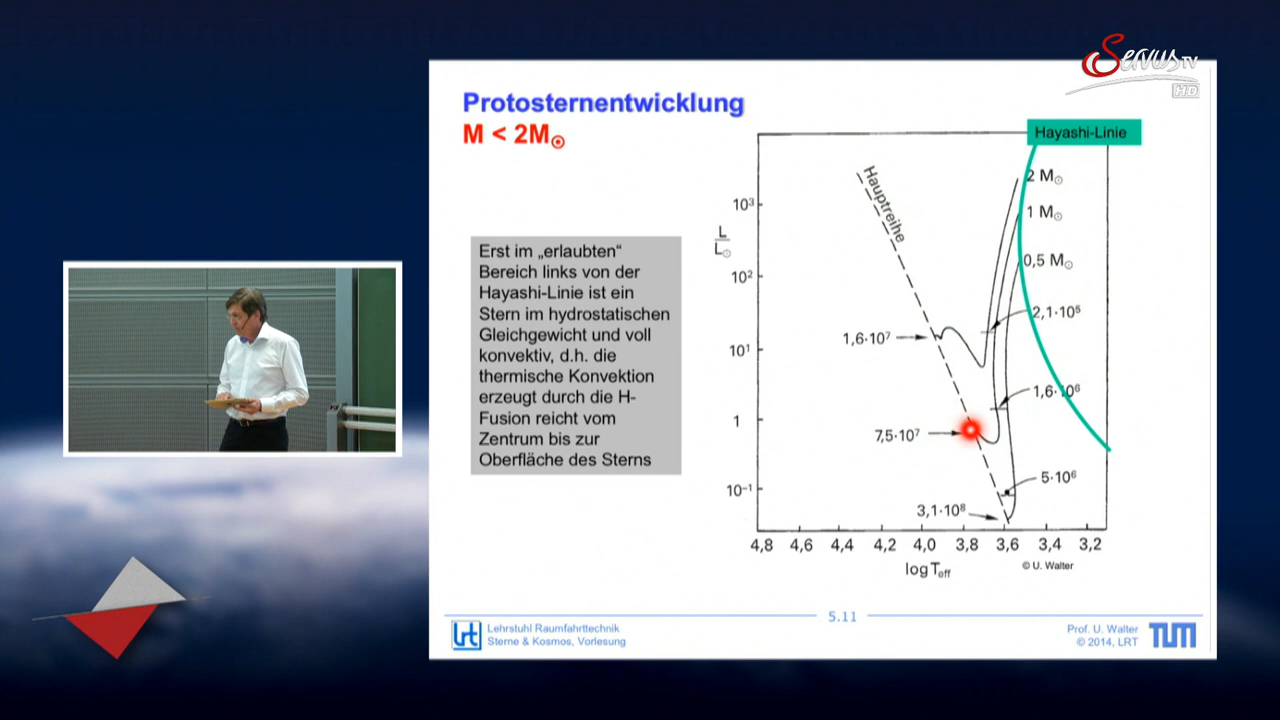 Servus TV
HD
Protosternentwicklung
M < 2M☉
Hayashi-Linie
Hauptreihe
2 M☉
1 M☉
0,5 M☉
10³
L
L☉
10²
10¹
1
10⁻¹
2,1·10⁵
1,6·10⁷
1,6·10⁶
7,5·10⁷
5·10⁶
3,1·10⁸
4,8 4,6 4,4 4,2 4,0 3,8 3,6 3,4 3,2
log Teff
© U. Walter
Erst im „erlaubten“
Bereich links von der
Hayashi-Linie ist ein
Stern im hydrostatischen
Gleichgewicht und voll
konvektiv, d.h. die
thermische Konvektion
erzeugt durch die H-
Fusion reicht vom
Zentrum bis zur
Oberfläche des Sterns
5.11
lrt
Lehrstuhl Raumfahrttechnik
Sterne & Kosmos, Vorlesung
Prof. U. Walter
© 2014, LRT
TUM